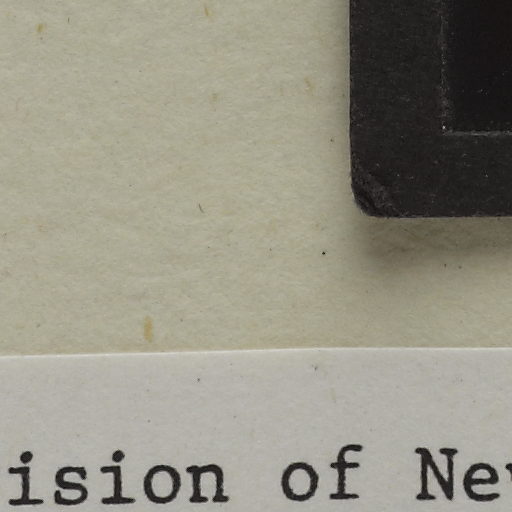 ision of Ne